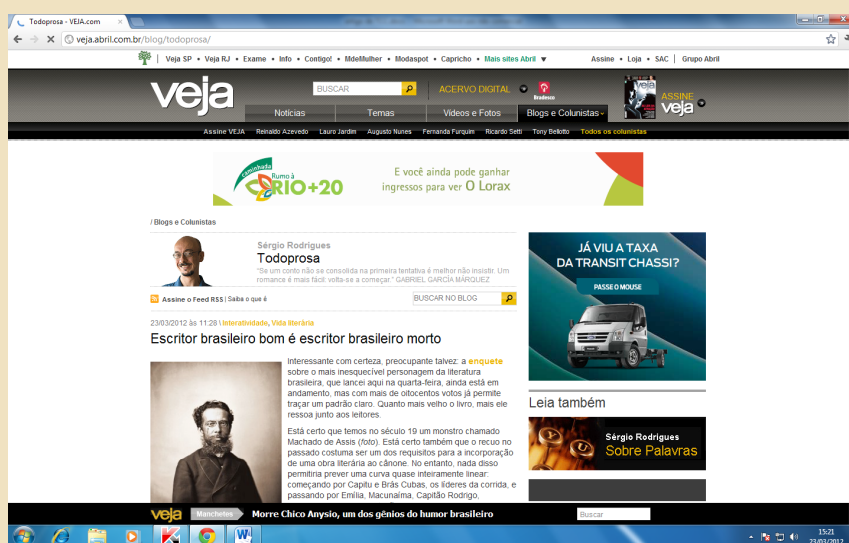 Todoprosa - VEJA.com
veja.abril.com.br/blog/todoprosa/
Veja SP • Veja RJ • Exame • Info • Contigo! • MdeMulher • Modaspot • Capricho • Mais sites Abril ▼ Assine • Loja • SAC | Grupo Abril
veja BUSCAR ACERVO DIGITAL Bradesco ASSINE veja
Notícias Temas Vídeos e Fotos Blogs e Colunistas
Assine VEJA Reinaldo Azevedo Lauro Jardim Augusto Nunes Fernanda Furquim Ricardo Setti Tony Bellotto Todos os colunistas
caminhada
Rumo à
RIO+20
E você ainda pode ganhar
ingressos para ver O Lorax
/ Blogs e Colunistas
Sérgio Rodrigues
Todoprosa
"Se um conto não se consolida na primeira tentativa é melhor não insistir. Um
romance é mais fácil: volta-se a começar." GABRIEL GARCÍA MÁRQUEZ
Assine o Feed RSS | Saiba o que é BUSCAR NO BLOG
23/03/2012 às 11:28 \ Interatividade, Vida literária
Escritor brasileiro bom é escritor brasileiro morto
Interessante com certeza, preocupante talvez: a enquete
sobre o mais inesquecível personagem da literatura
brasileira, que lancei aqui na quarta-feira, ainda está em
andamento, mas com mais de oitocentos votos já permite
traçar um padrão claro. Quanto mais velho o livro, mais ele
ressoa junto aos leitores.
Está certo que temos no século 19 um monstro chamado
Machado de Assis (foto). Está certo também que o recuo no
passado costuma ser um dos requisitos para a incorporação
de uma obra literária ao cânone. No entanto, nada disso
permitiria prever uma curva quase inteiramente linear:
começando por Capitu e Brás Cubas, os líderes da corrida, e
passando por Emília, Macunaíma, Capitão Rodrigo,
JÁ VIU A TAXA
DA TRANSIT CHASSI?
PASSE O MOUSE
Leia também
Sérgio Rodrigues
Sobre Palavras
veja Manchetes Morre Chico Anysio, um dos gênios do humor brasileiro Buscar
15:21
23/03/2012